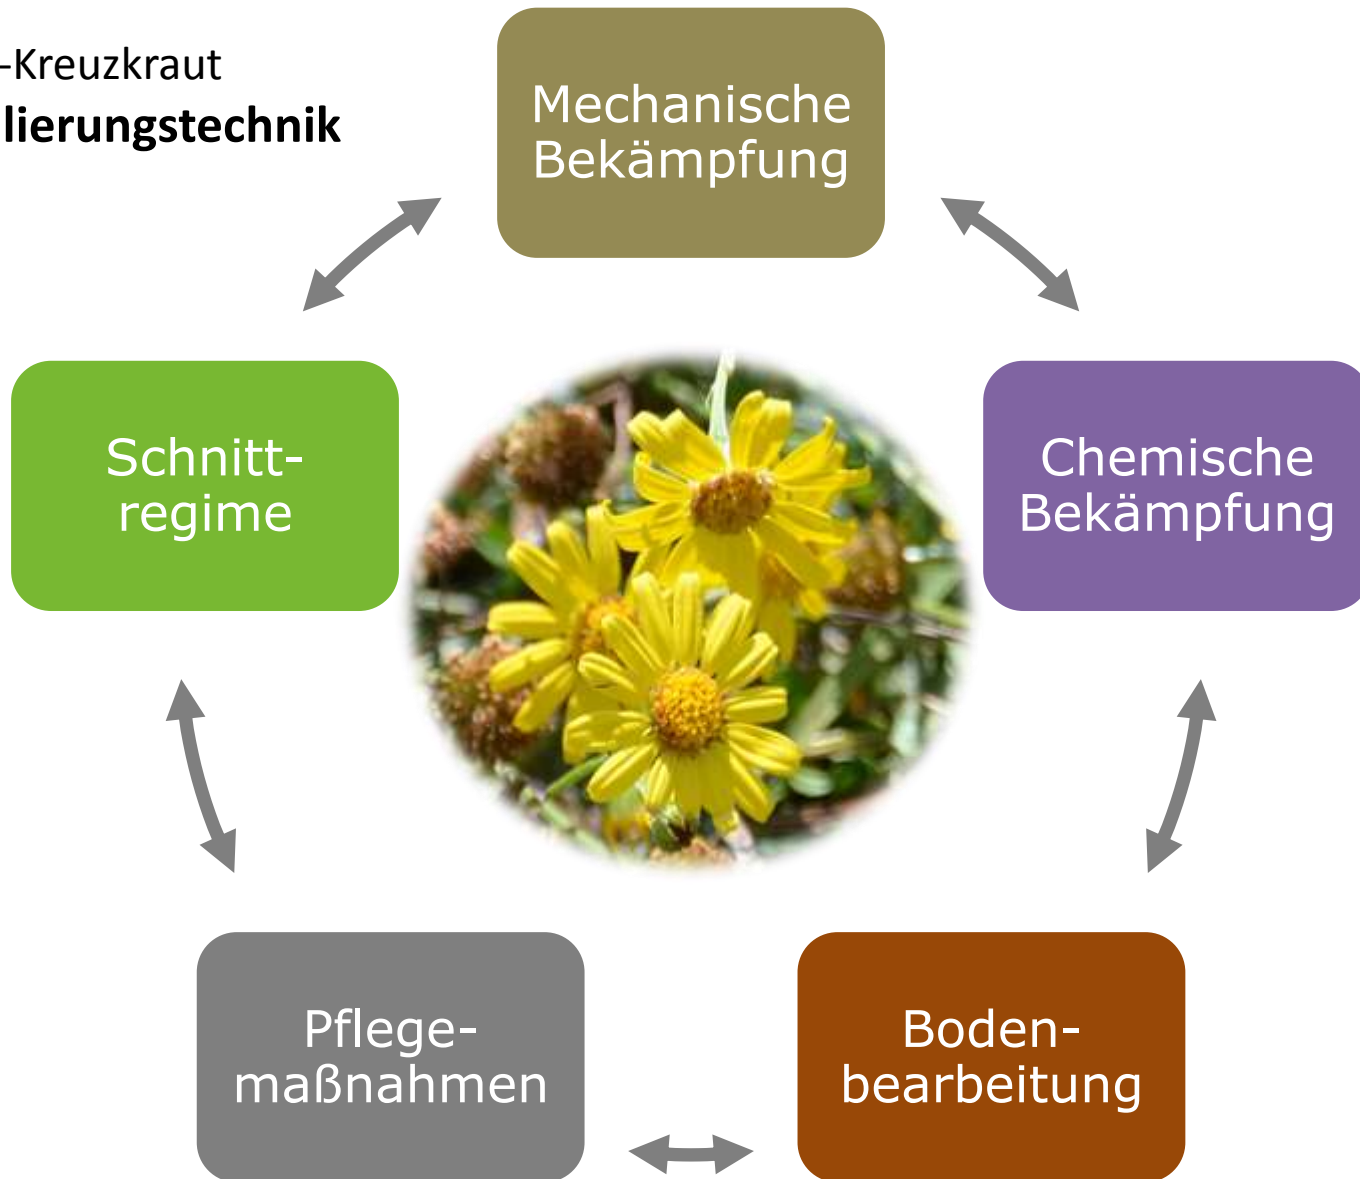 -Kreuzkraut
lierungstechnik
Mechanische
Bekämpfung
Schnitt-
regime
Chemische
Bekämpfung
Pflege-
maßnahmen
Boden-
bearbeitung